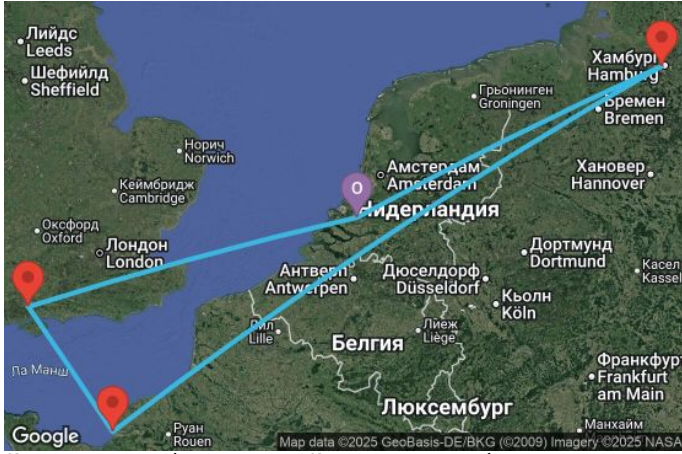 Лийдс
Leeds
Шефийлд
Sheffield
Хамбург
Hamburg
Грьонинген
Groningen
Бремен
Bremen
Норич
Norwich
Амстердам
Amsterdam
Хановер
Hannover
Кеймбридж
Cambridge
O
Нидерландия
Оксфорд
Oxford
Лондон
London
Дортмунд
Dortmund
Антверп
Antwerpen
Дюселдорф
Düsseldorf
Касел
Kassel
Кьолн
Köln
Лил
Lille
Белгия
Лиеж
Liège
Ла Манш
Франкфурт
Frankfurt
am Main
Люксембург
Google
Руан
Rouen
Манхайм
Map data ©2025 GeoBasis-DE/BKG (©2009) Imagery ©2025 NASA